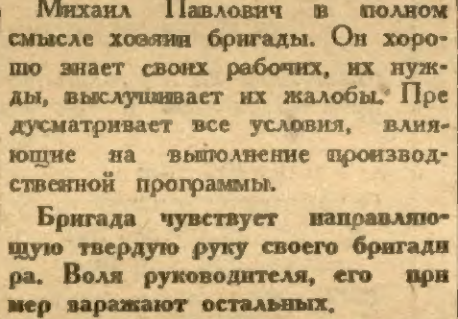 Михаил Павлович в полном
смысле хозяин бригады. Он хоро-
шо знает своих рабочих, их нуж-
ды, выслушивает их жалобы. Пре
дусматривает все условия, влия-
ющие на выполнение производ-
ственной программы.
Бригада чувствует направляю-
щую твердую руку своего бригади
ра. Воля руководителя, его при
мер заражают остальных.